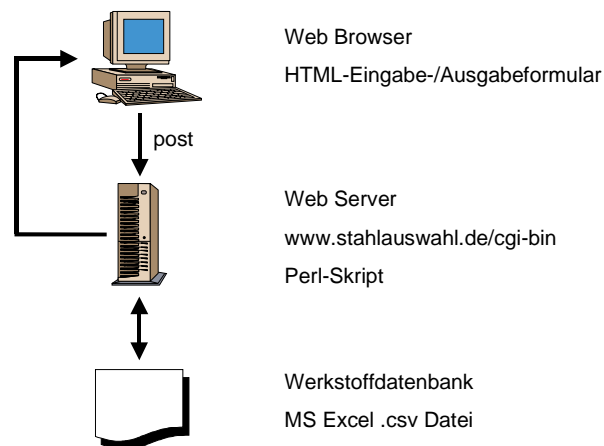 Web Browser
HTML-Eingabe-/Ausgabeformular
post
Web Server
www.stahlauswahl.de/cgi-bin
Perl-Skript
Werkstoffdatenbank
MS Excel .csv Datei